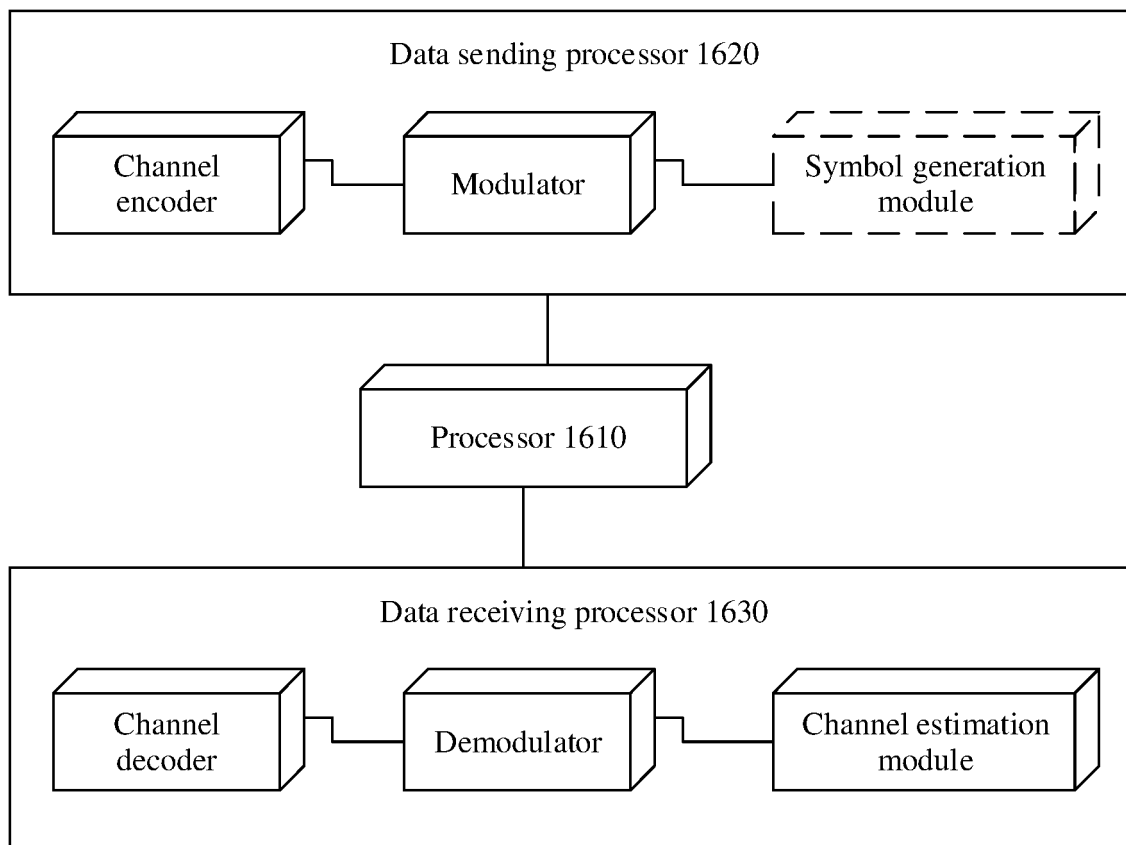 Data sending processor 1620
Channel
encoder
Modulator
Symbol generation
module
Processor 1610
Data receiving processor 1630
Channel
decoder
Demodulator
Channel estimation
module